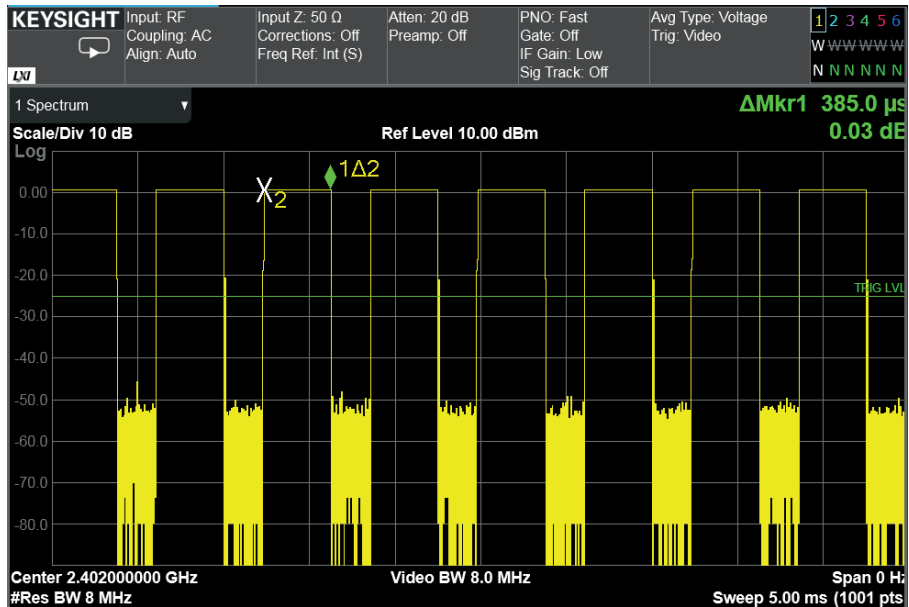 KEYSIGHT
LXI
Input: RF
Coupling: AC
Align: Auto
Input Z: 50 Ω
Corrections: Off
Freq Ref: Int (S)
Atten: 20 dB
Preamp: Off
PNO: Fast
Gate: Off
IF Gain: Low
Sig Track: Off
Avg Type: Voltage
Trig: Video
1 2 3 4 5 6
W W W W W W
N N N N N N
1 Spectrum
ΔMkr1 385.0 µs
0.03 dE
Scale/Div 10 dB
Ref Level 10.00 dBm
Log
1Δ2
X2
0.00
-10.0
-20.0
TRIG LVL
-30.0
-40.0
-50.0
-60.0
-70.0
-80.0
Center 2.402000000 GHz
Video BW 8.0 MHz
Span 0 Hz
#Res BW 8 MHz
Sweep 5.00 ms (1001 pts